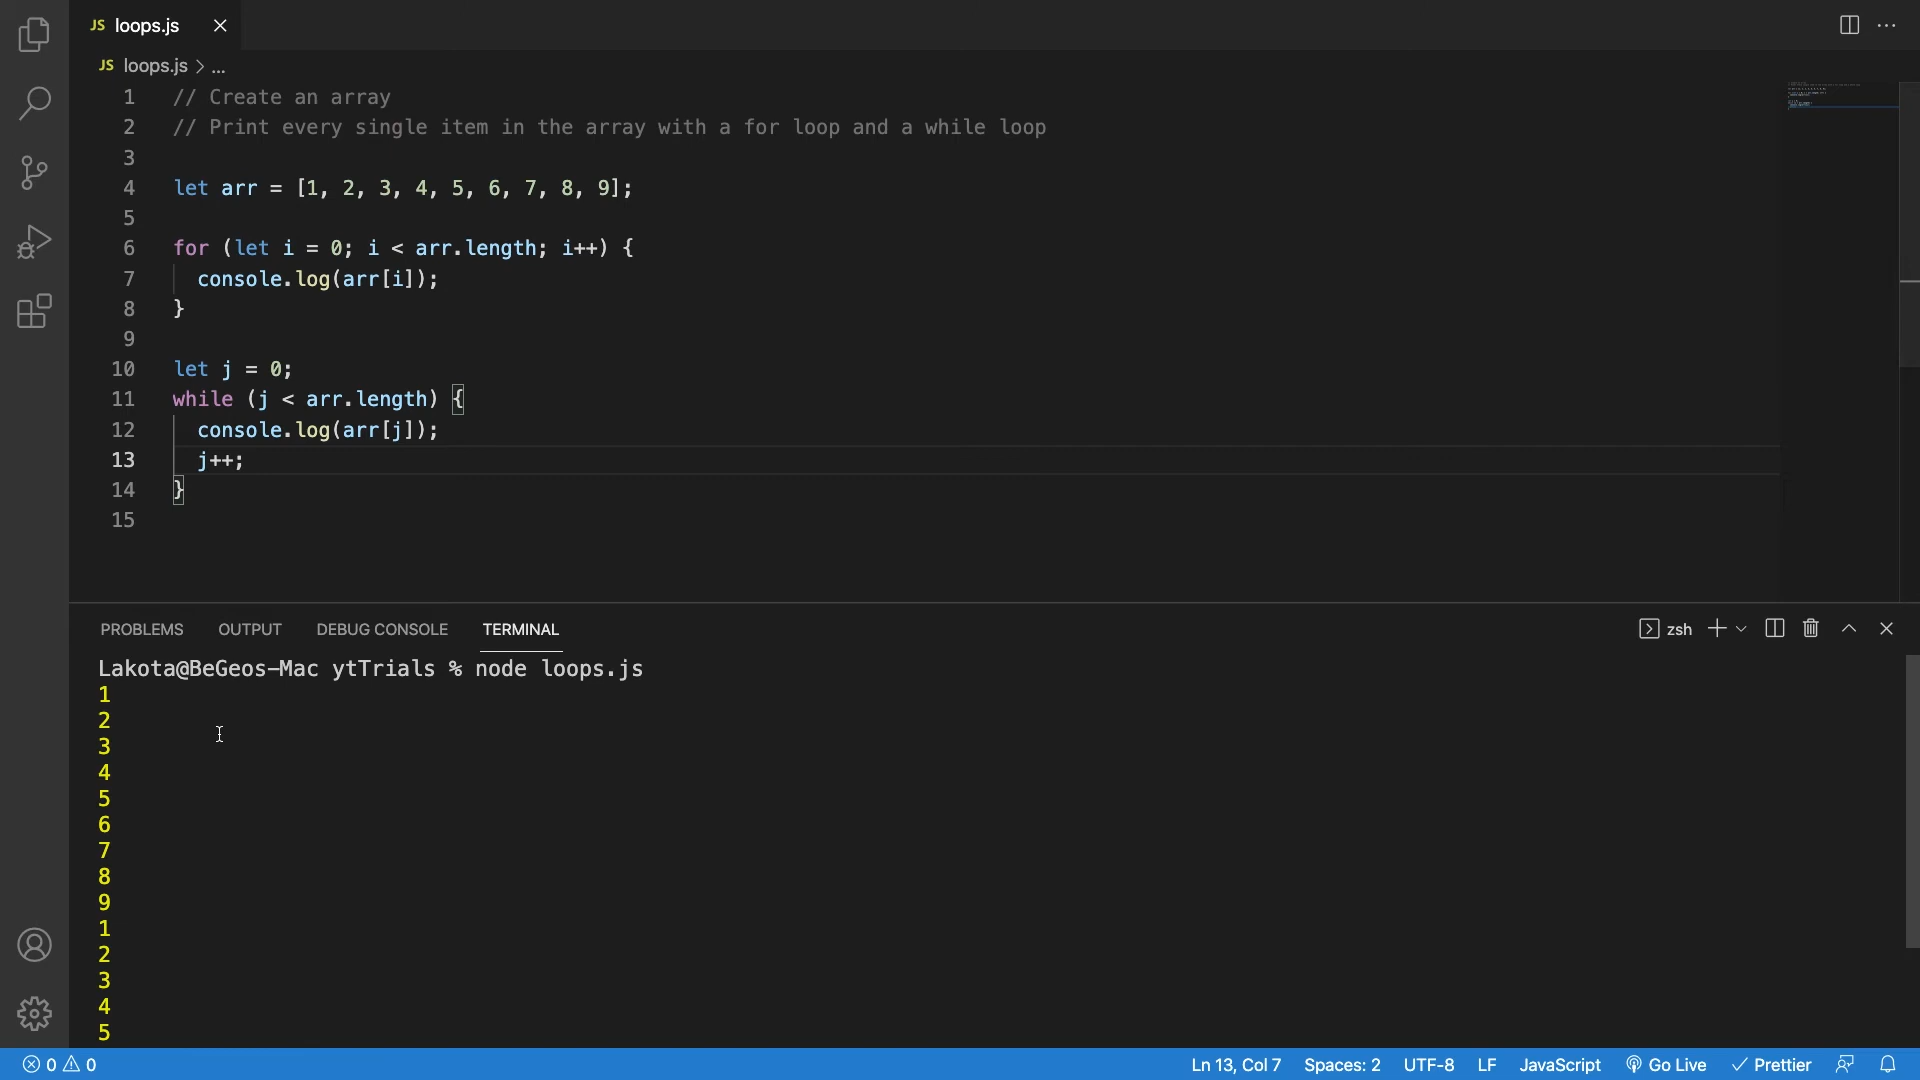 JS loops.js
JS loops.js > ...
1 // Create an array
2 // Print every single item in the array with a for loop and a while loop
3
4 let arr = [1, 2, 3, 4, 5, 6, 7, 8, 9];
5
6 for (let i = 0; i < arr.length; i++) {
7 console.log(arr[i]);
8 }
9
10 let j = 0;
11 while (j < arr.length) {
12 console.log(arr[j]);
13 j++;
14 }
15
PROBLEMS OUTPUT DEBUG CONSOLE TERMINAL zsh
Lakota@BeGeos-Mac ytTrials % node loops.js
1
2
3
4
5
6
7
8
9
1
2
3
4
5
0 0 Ln 13, Col 7 Spaces: 2 UTF-8 LF JavaScript Go Live Prettier